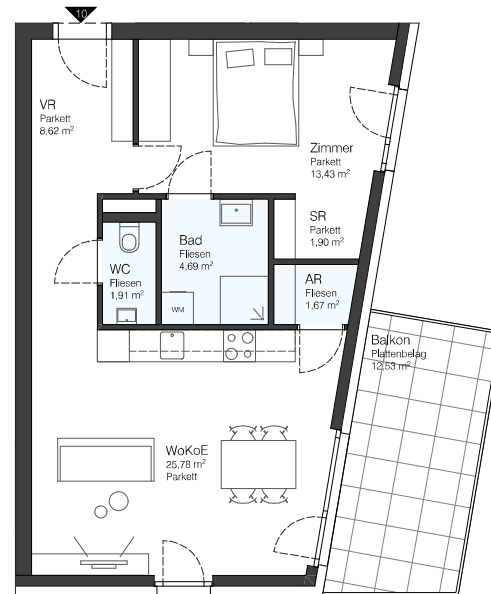 10
VR
Parkett
8,62 m²
Zimmer
Parkett
13,43 m²
SR
Parkett
1,90 m²
Bad
Fliesen
4,69 m²
WC
Fliesen
1,91 m²
AR
Fliesen
1,67 m²
WM
Balkon
Plattenbelag
12,53 m²
WoKoE
25,78 m²
Parkett